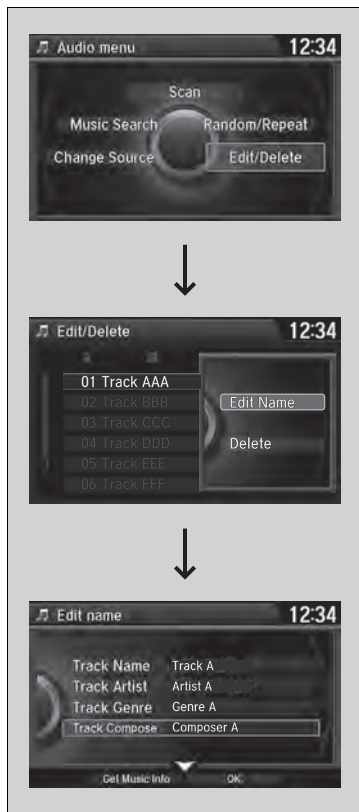 Audio menu 12:34
Scan
Music Search Random/Repeat
Change Source Edit/Delete
Edit/Delete 12:34
01 Track AAA
02 Track BBB
Edit Name
03 Track CCC
04 Track DDD
Delete
05 Track EEE
06 Track FFF
Edit name 12:34
Track Name Track A
Track Artist Artist A
Track Genre Genre A
Track Compose Composer A
Get Music Info OK